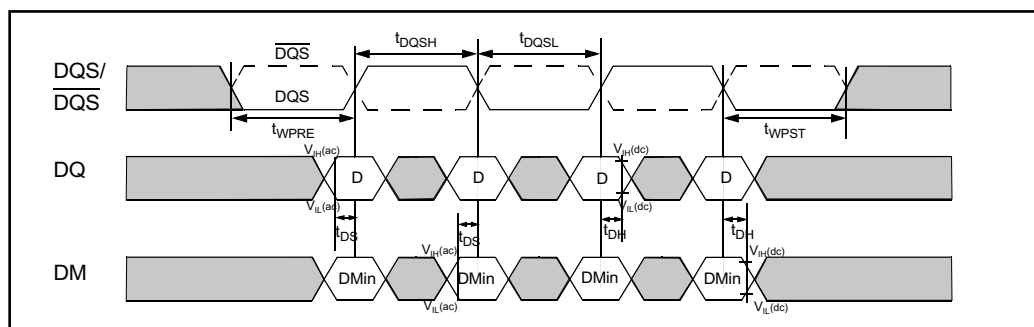 tDQSH tDQSL
DQS
DQS/
DQS
DQS
tWPRE tWPST
VIH(ac) VIH(dc)
DQ D D D D
VIL(ac) VIL(dc)
tDS tDS tDH tDH
VIH(ac) VIH(dc)
DM DMin DMin DMin DMin
VIL(ac) VIL(dc)